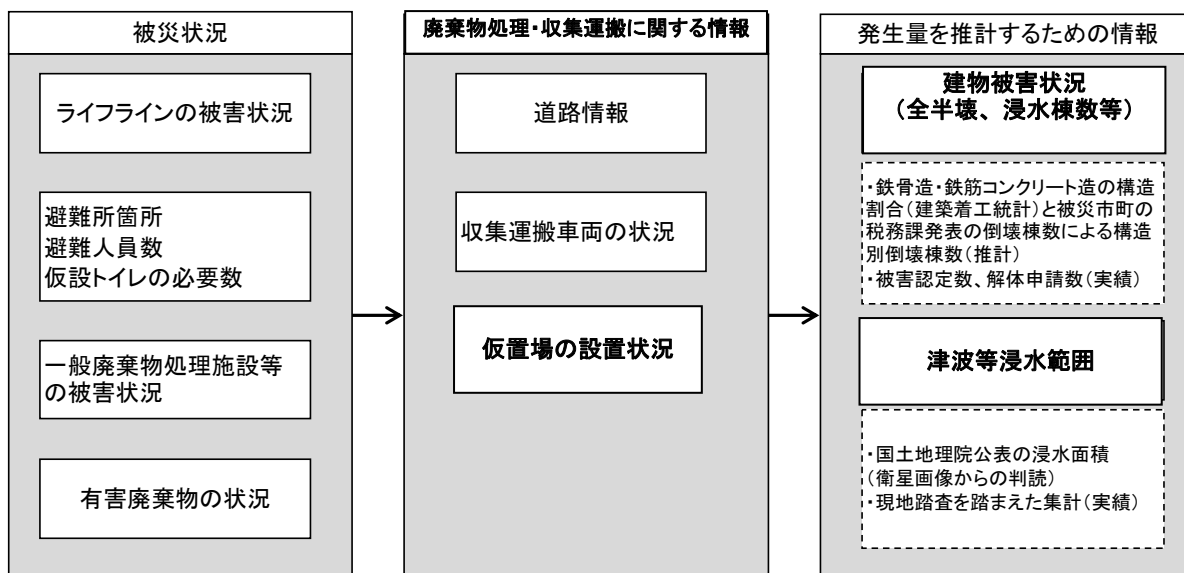 被災状況
ライフラインの被害状況
避難所箇所
避難人員数
仮設トイレの必要数
一般廃棄物処理施設等
の被害状況
有害廃棄物の状況
廃棄物処理・収集運搬に関する情報
道路情報
収集運搬車両の状況
仮置場の設置状況
発生量を推計するための情報
建物被害状況
（全半壊、浸水棟数等）
・鉄骨造・鉄筋コンクリート造の構造
割合（建築着工統計）と被災市町の
税務課発表の倒壊棟数による構造
別倒壊棟数（推計）
・被害認定数、解体申請数（実績）
津波等浸水範囲
・国土地理院公表の浸水面積
（衛星画像からの判読）
・現地踏査を踏まえた集計（実績）